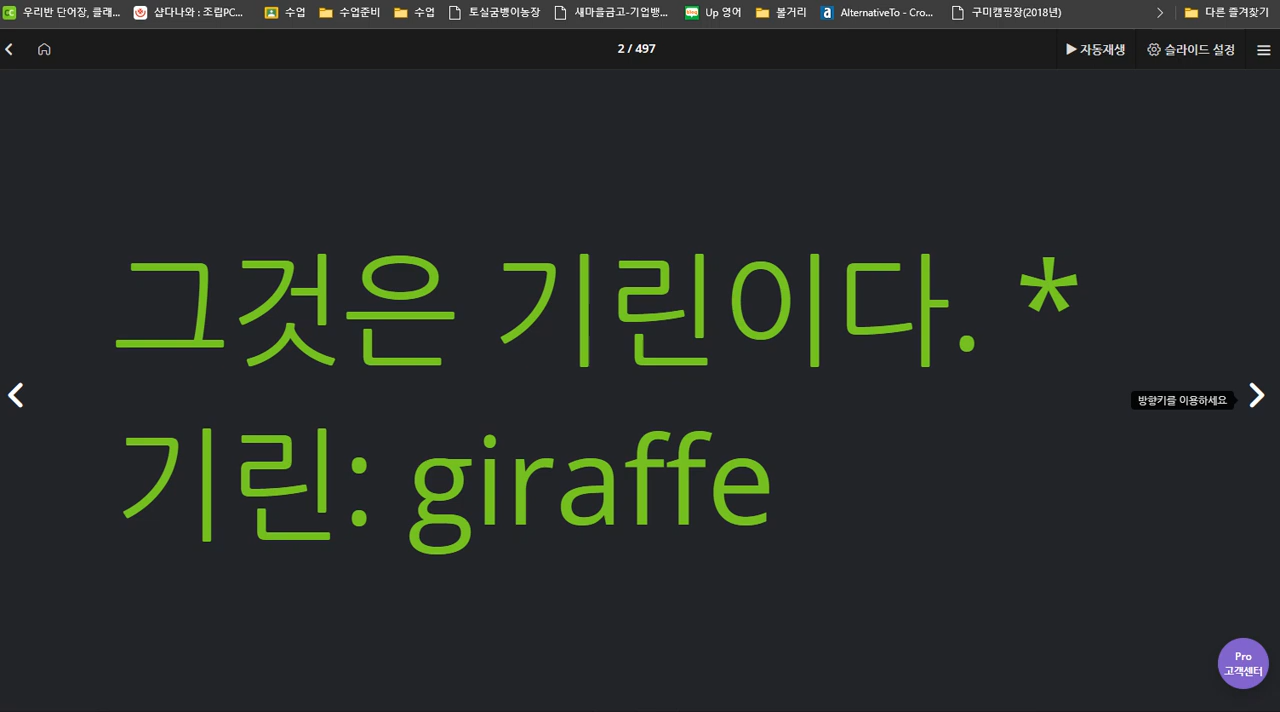 우리반 단어장, 클래... 샵다나와 : 조립PC... 수업 수업준비 수업 토실굼벵이농장 새마을금고-기업뱅... Up 영어 볼거리 AlternativeTo - Cro... 구미캠핑장(2018년) 다른 즐겨찾기
2 / 497 자동재생 슬라이드 설정
그것은 기린이다. *
방향키를 이용하세요
기린: giraffe
Pro
고객센터